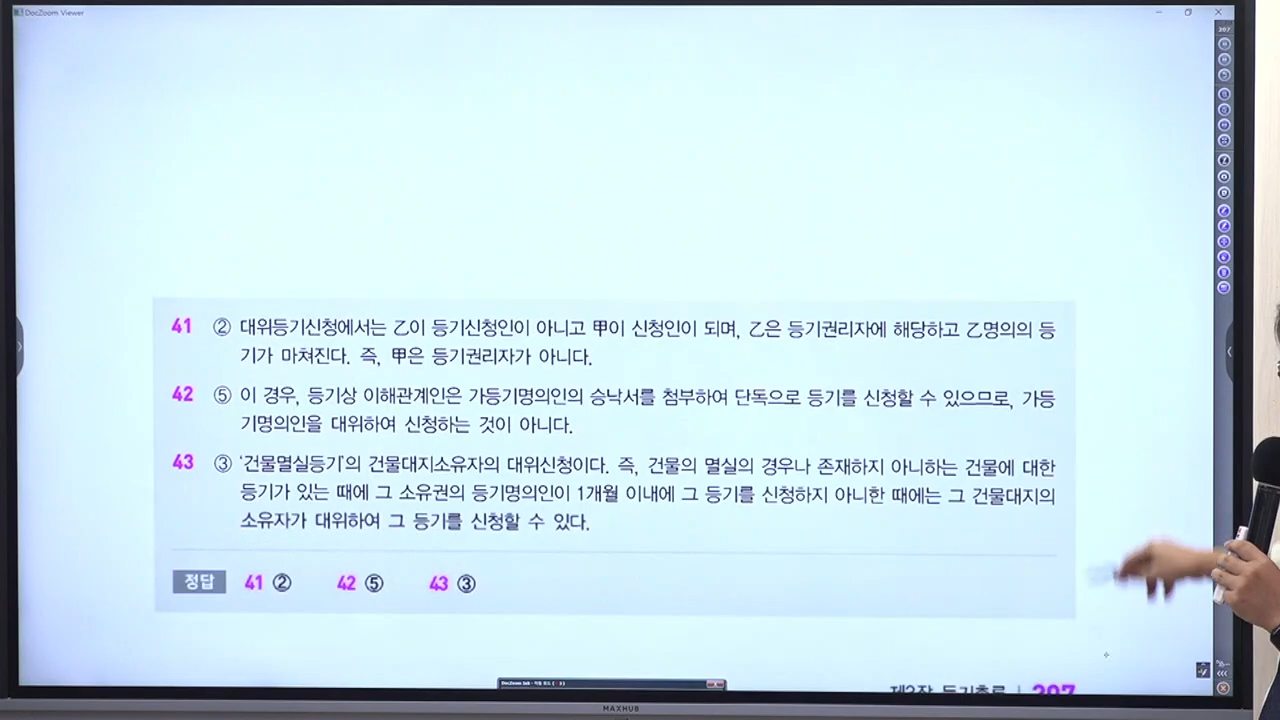 DocZoom Viewer
207
41 ② 대위등기신청에서는 乙이 등기신청인이 아니고 甲이 신청인이 되며, 乙은 등기권리자에 해당하고 乙명의의 등
기가 마쳐진다. 즉, 甲은 등기권리자가 아니다.
42 ⑤ 이 경우, 등기상 이해관계인은 가등기명의인의 승낙서를 첨부하여 단독으로 등기를 신청할 수 있으므로, 가등
기명의인을 대위하여 신청하는 것이 아니다.
43 ③ '건물멸실등기'의 건물대지소유자의 대위신청이다. 즉, 건물의 멸실의 경우나 존재하지 아니하는 건물에 대한
등기가 있는 때에 그 소유권의 등기명의인이 1개월 이내에 그 등기를 신청하지 아니한 때에는 그 건물대지의
소유자가 대위하여 그 등기를 신청할 수 있다.
정답 41 ② 42 ⑤ 43 ③
제2장 등기총론 | 207
MAXHUB